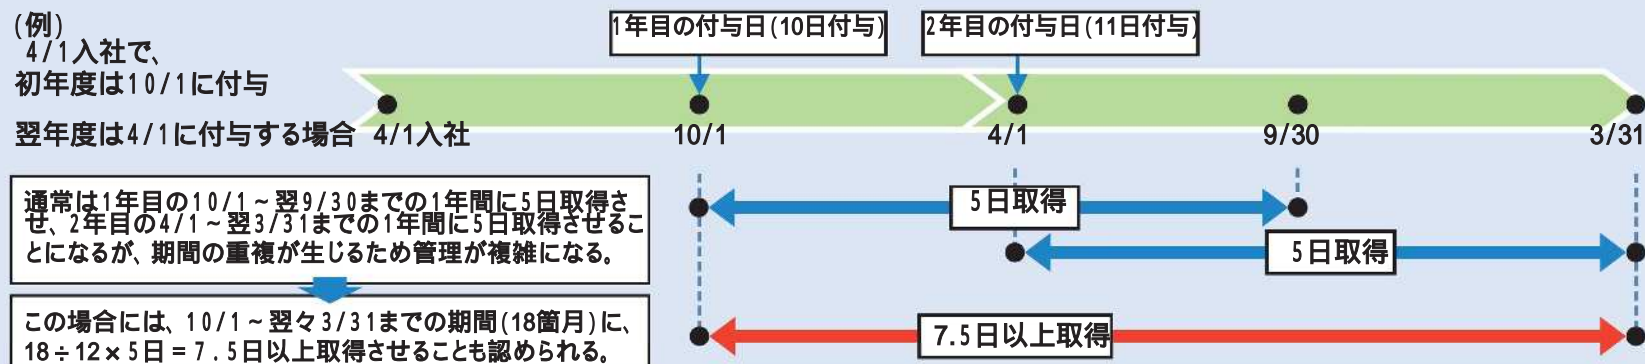 (例)
4/1入社で、
初年度は10/1に付与
翌年度は4/1に付与する場合
1年目の付与日(10日付与)
2年目の付与日(11日付与)
4/1入社
10/1
4/1
9/30
3/31
通常は1年目の10/1~翌9/30までの1年間に5日取得さ
せ、2年目の4/1~翌3/31までの1年間に5日取得させるこ
とになるが、期間の重複が生じるため管理が複雑になる。
5日取得
5日取得
この場合には、10/1~翌々3/31までの期間(18箇月)に、
18÷12×5日=7.5日以上取得させることも認められる。
7.5日以上取得